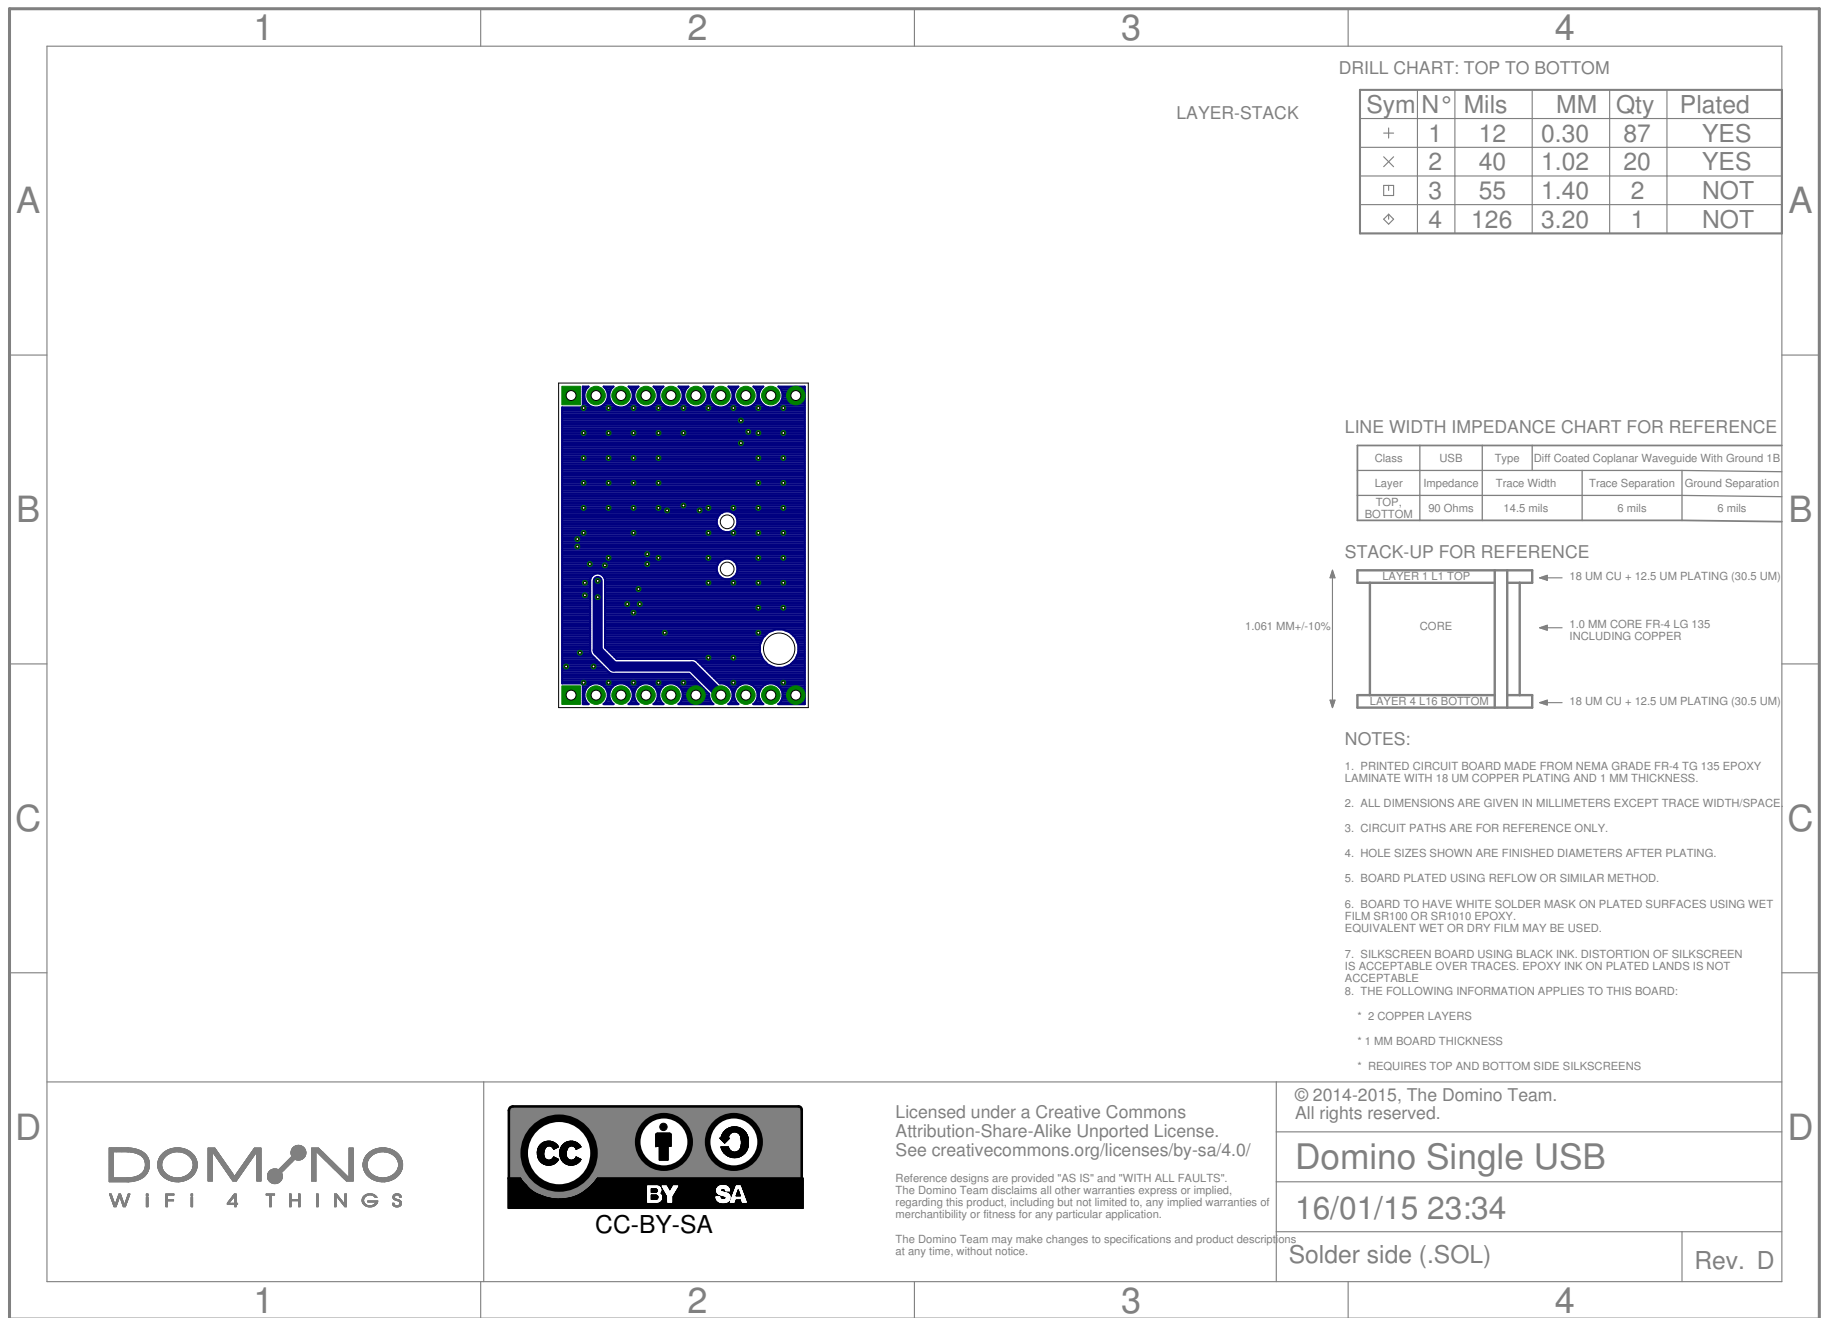 1 2 3 4
DRILL CHART: TOP TO BOTTOM
LAYER-STACK
Sym N° Mils MM Qty Plated
+ 1 12 0.30 87 YES
× 2 40 1.02 20 YES
3 55 1.40 2 NOT
4 126 3.20 1 NOT
A A
LINE WIDTH IMPEDANCE CHART FOR REFERENCE
Class USB Type Diff Coated Coplanar Waveguide With Ground 1B
Layer Impedance Trace Width Trace Separation Ground Separation
TOP,
BOTTOM 90 Ohms 14.5 mils 6 mils 6 mils
B B
STACK-UP FOR REFERENCE
LAYER 1 L1 TOP 18 UM CU + 12.5 UM PLATING (30.5 UM)
1.061 MM+/-10% CORE 1.0 MM CORE FR-4 LG 135
INCLUDING COPPER
LAYER 4 L16 BOTTOM 18 UM CU + 12.5 UM PLATING (30.5 UM)
NOTES:
1. PRINTED CIRCUIT BOARD MADE FROM NEMA GRADE FR-4 TG 135 EPOXY
LAMINATE WITH 18 UM COPPER PLATING AND 1 MM THICKNESS.
2. ALL DIMENSIONS ARE GIVEN IN MILLIMETERS EXCEPT TRACE WIDTH/SPACE
C C
3. CIRCUIT PATHS ARE FOR REFERENCE ONLY.
4. HOLE SIZES SHOWN ARE FINISHED DIAMETERS AFTER PLATING.
5. BOARD PLATED USING REFLOW OR SIMILAR METHOD.
6. BOARD TO HAVE WHITE SOLDER MASK ON PLATED SURFACES USING WET
FILM SR100 OR SR1010 EPOXY.
EQUIVALENT WET OR DRY FILM MAY BE USED.
7. SILKSCREEN BOARD USING BLACK INK. DISTORTION OF SILKSCREEN
IS ACCEPTABLE OVER TRACES. EPOXY INK ON PLATED LANDS IS NOT
ACCEPTABLE
8. THE FOLLOWING INFORMATION APPLIES TO THIS BOARD:
* 2 COPPER LAYERS
* 1 MM BOARD THICKNESS
* REQUIRES TOP AND BOTTOM SIDE SILKSCREENS
D D
DOMINO
WIFI 4 THINGS
cc
BY SA
CC-BY-SA
Licensed under a Creative Commons
Attribution-Share-Alike Unported License.
See creativecommons.org/licenses/by-sa/4.0/
Reference designs are provided "AS IS" and "WITH ALL FAULTS".
The Domino Team disclaims all other warranties express or implied,
regarding this product, including but not limited to, any implied warranties of
merchantibility or fitness for any particular application.
The Domino Team may make changes to specifications and product descriptions
at any time, without notice.
© 2014-2015, The Domino Team.
All rights reserved.
Domino Single USB
16/01/15 23:34
Solder side (.SOL)
Rev. D
1 2 3 4